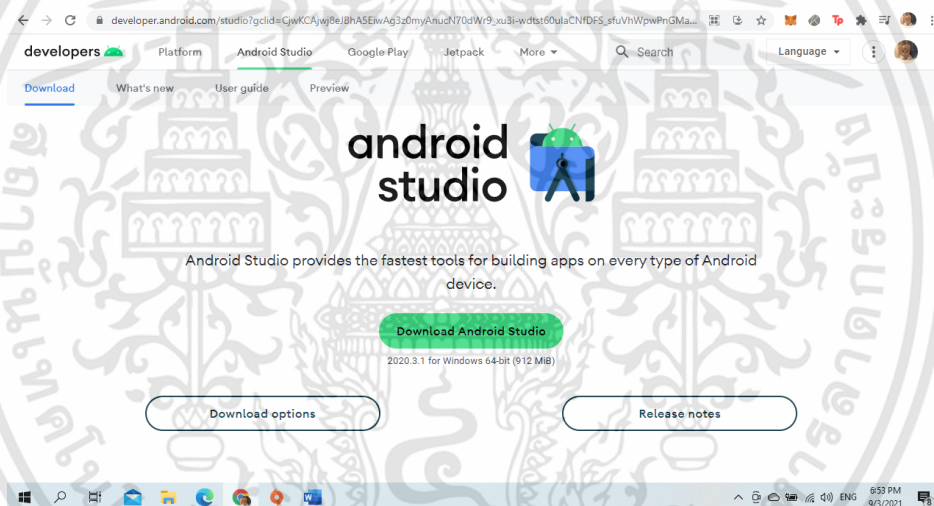 developer.android.com/studio?gclid=CjwKCAjwj8eJBhA5EiwAg3z0myAnucN70dWr9_xu3i-wdtst60ulaCNfDFS_sfuVhWpwPnGMa...
developers Platform Android Studio Google Play Jetpack More Search Language
Download What's new User guide Preview
android
studio
Android Studio provides the fastest tools for building apps on every type of Android
device.
Download Android Studio
2020.3.1 for Windows 64-bit (912 MiB)
Download options Release notes
ENG 6:53 PM
9/3/2021